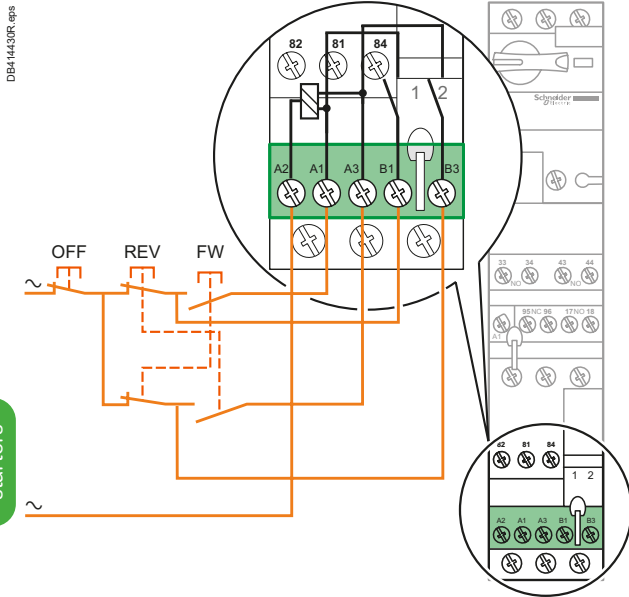 DB414430R.eps
82 81 84
1 2
A2 A1 A3 B1 B3
OFF REV FW
~
~
Schneider
Electric
33 34 43 44
NO NO
95 NC 96 17 NO 18
A1
82 81 84
1 2
A2 A1 A3 B1 B3